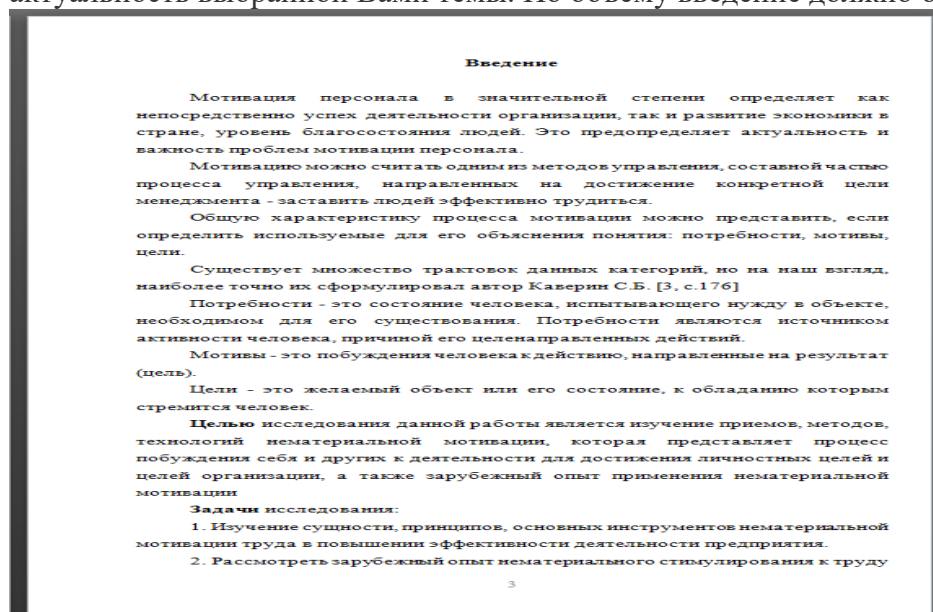 актуальность выбранной Вами темы. По объему введение должно
Введение
Мотивация персонала в значительной степени определяет как
непосредственно успех деятельности организации, так и развитие экономики в
стране, уровень благосостояния людей. Это предопределяет актуальность и
важность проблем мотивации персонала.
Мотивацию можно считать одним из методов управления, составной частью
процесса управления, направленных на достижение конкретной цели
менеджмента - заставить людей эффективно трудиться.
Общую характеристику процесса мотивации можно представить, если
определить используемые для его объяснения понятия: потребности, мотивы,
цели.
Существует множество трактовок данных категорий, но на наш взгляд,
наиболее точно их сформулировал автор Каверин С.Б. [3, с.176]
Потребности - это состояние человека, испытывающего нужду в объекте,
необходимом для его существования. Потребности являются источником
активности человека, причиной его целенаправленных действий.
Мотивы - это побуждения человека к действию, направленные на результат
(цель).
Цели - это желаемый объект или его состояние, к обладанию которым
стремится человек.
Целью исследования данной работы является изучение приемов, методов,
технологий нематериальной мотивации, которая представляет процесс
побуждения себя и других к деятельности для достижения личностных целей и
целей организации, а также зарубежный опыт применения нематериальной
мотивации
Задачи исследования:
1. Изучение сущности, принципов, основных инструментов нематериальной
мотивации труда в повышении эффективности деятельности предприятия.
2. Рассмотреть зарубежный опыт нематериального стимулирования к труду
3